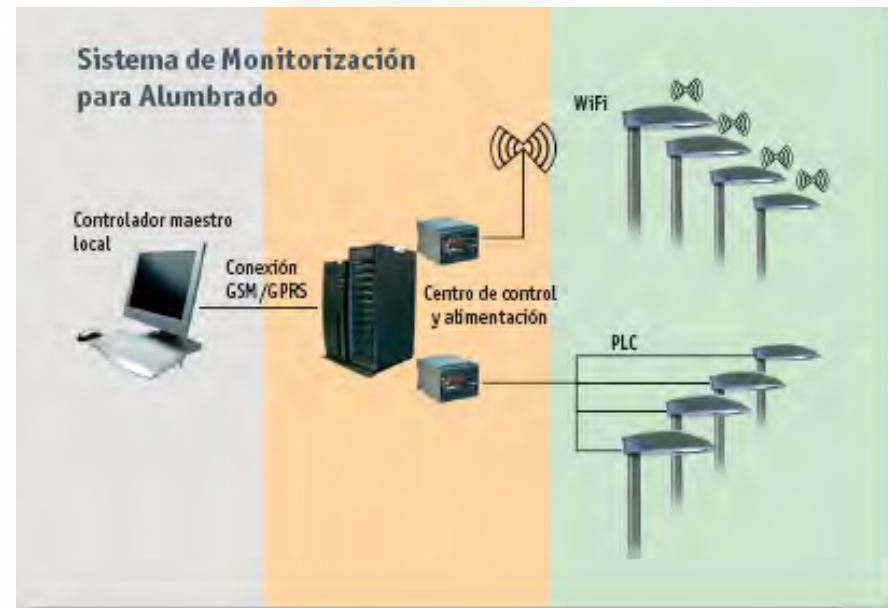 Sistema de Monitorización
para Alumbrado
WiFi
Controlador maestro
local
Conexión
GSM/GPRS
Centro de control
y alimentación
PLC